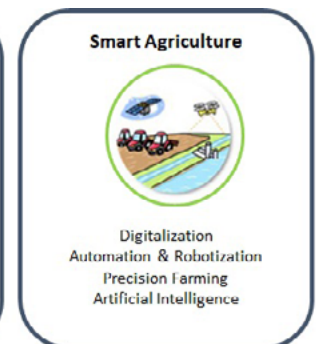 Smart Agriculture
Digitalization
Automation & Robotization
Precision Farming
Artificial Intelligence